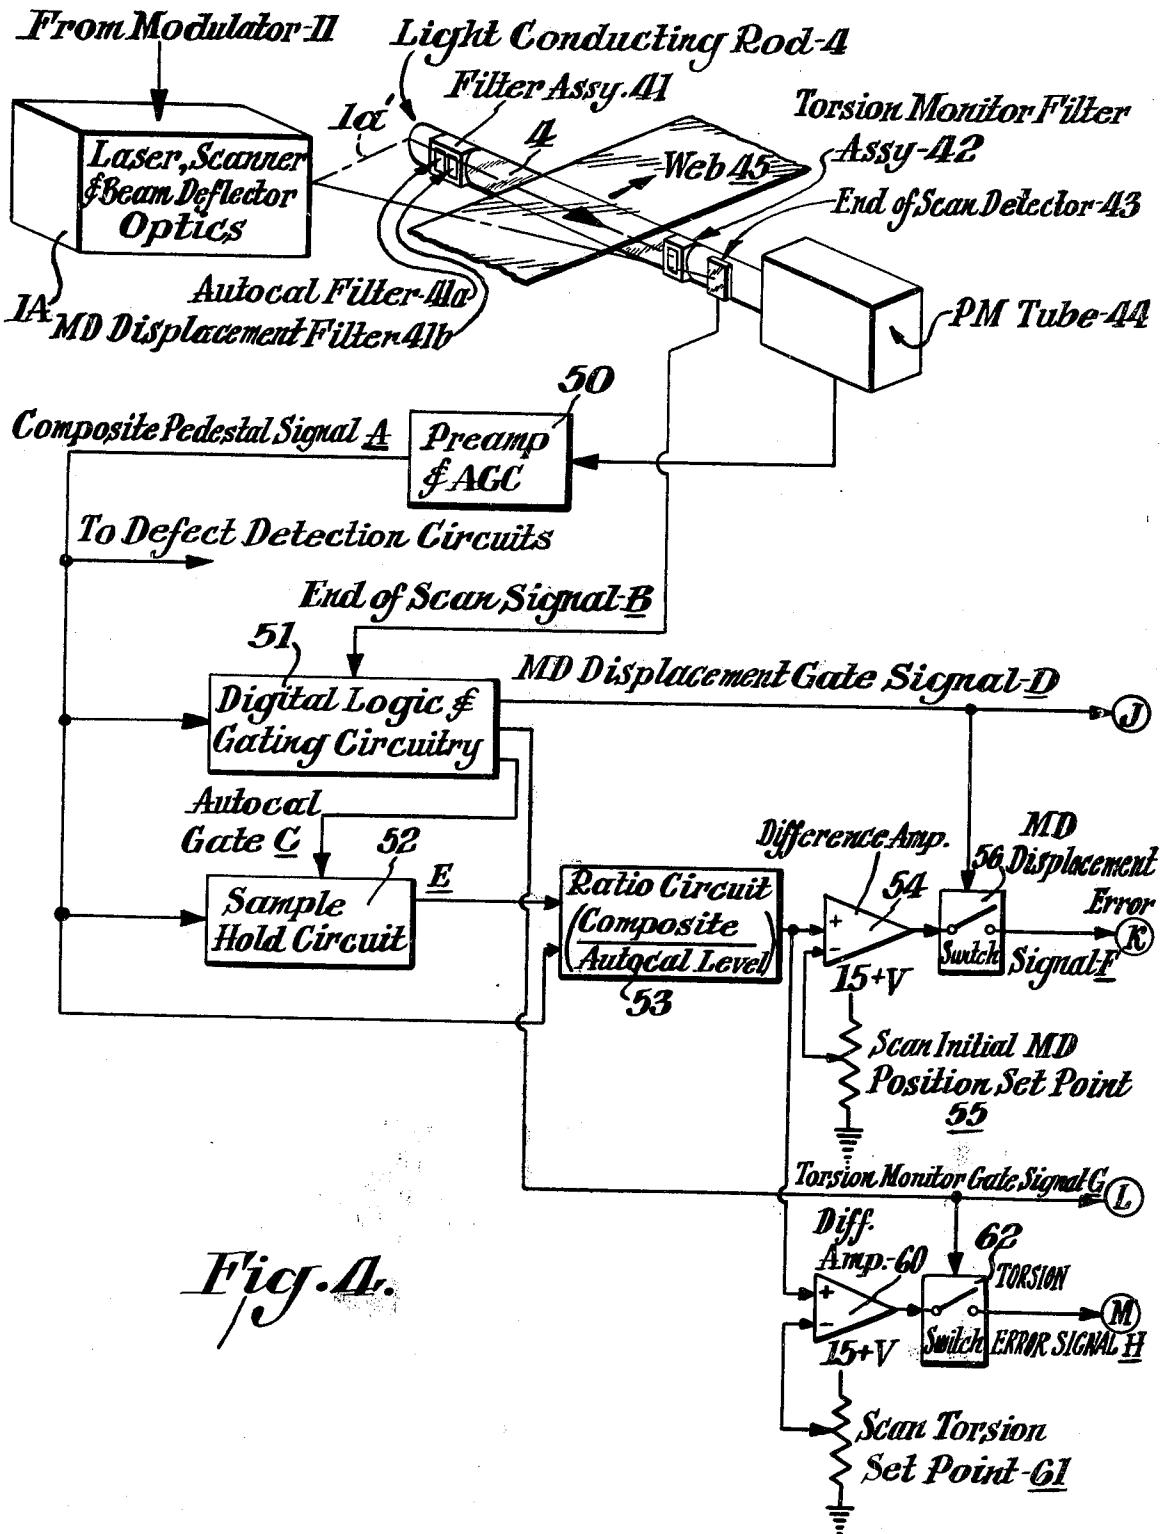 From Modulator-11
Light Conducting Rod-4
Filter Assy.41
Torsion Monitor Filter
Assy-42
1a'
4
Web 45
End of Scan Detector-43
Laser, Scanner
& Beam Deflector
Optics
1A
Autocal Filter-41a
MD Displacement
Filter 41b
PM Tube-44
50
Composite Pedestal Signal A
Preamp
& AGC
To Defect Detection Circuits
End of Scan Signal-B
51
MD Displacement Gate Signal-D
Digital Logic &
Gating Circuitry
J
Autocal
Gate C
52
E
Sample
Hold Circuit
Ratio Circuit
(Composite
Autocal Level)
53
Difference Amp.
54
+
-
56
MD
Displacement
Error
Switch
Signal-F
K
15+V
Scan Initial MD
Position Set Point
55
Torsion Monitor Gate Signal-G
L
Diff.
Amp.-60
+
-
62
TORSION
Switch
ERROR SIGNAL H
M
15+V
Scan Torsion
Set Point-61
Fig. 4.